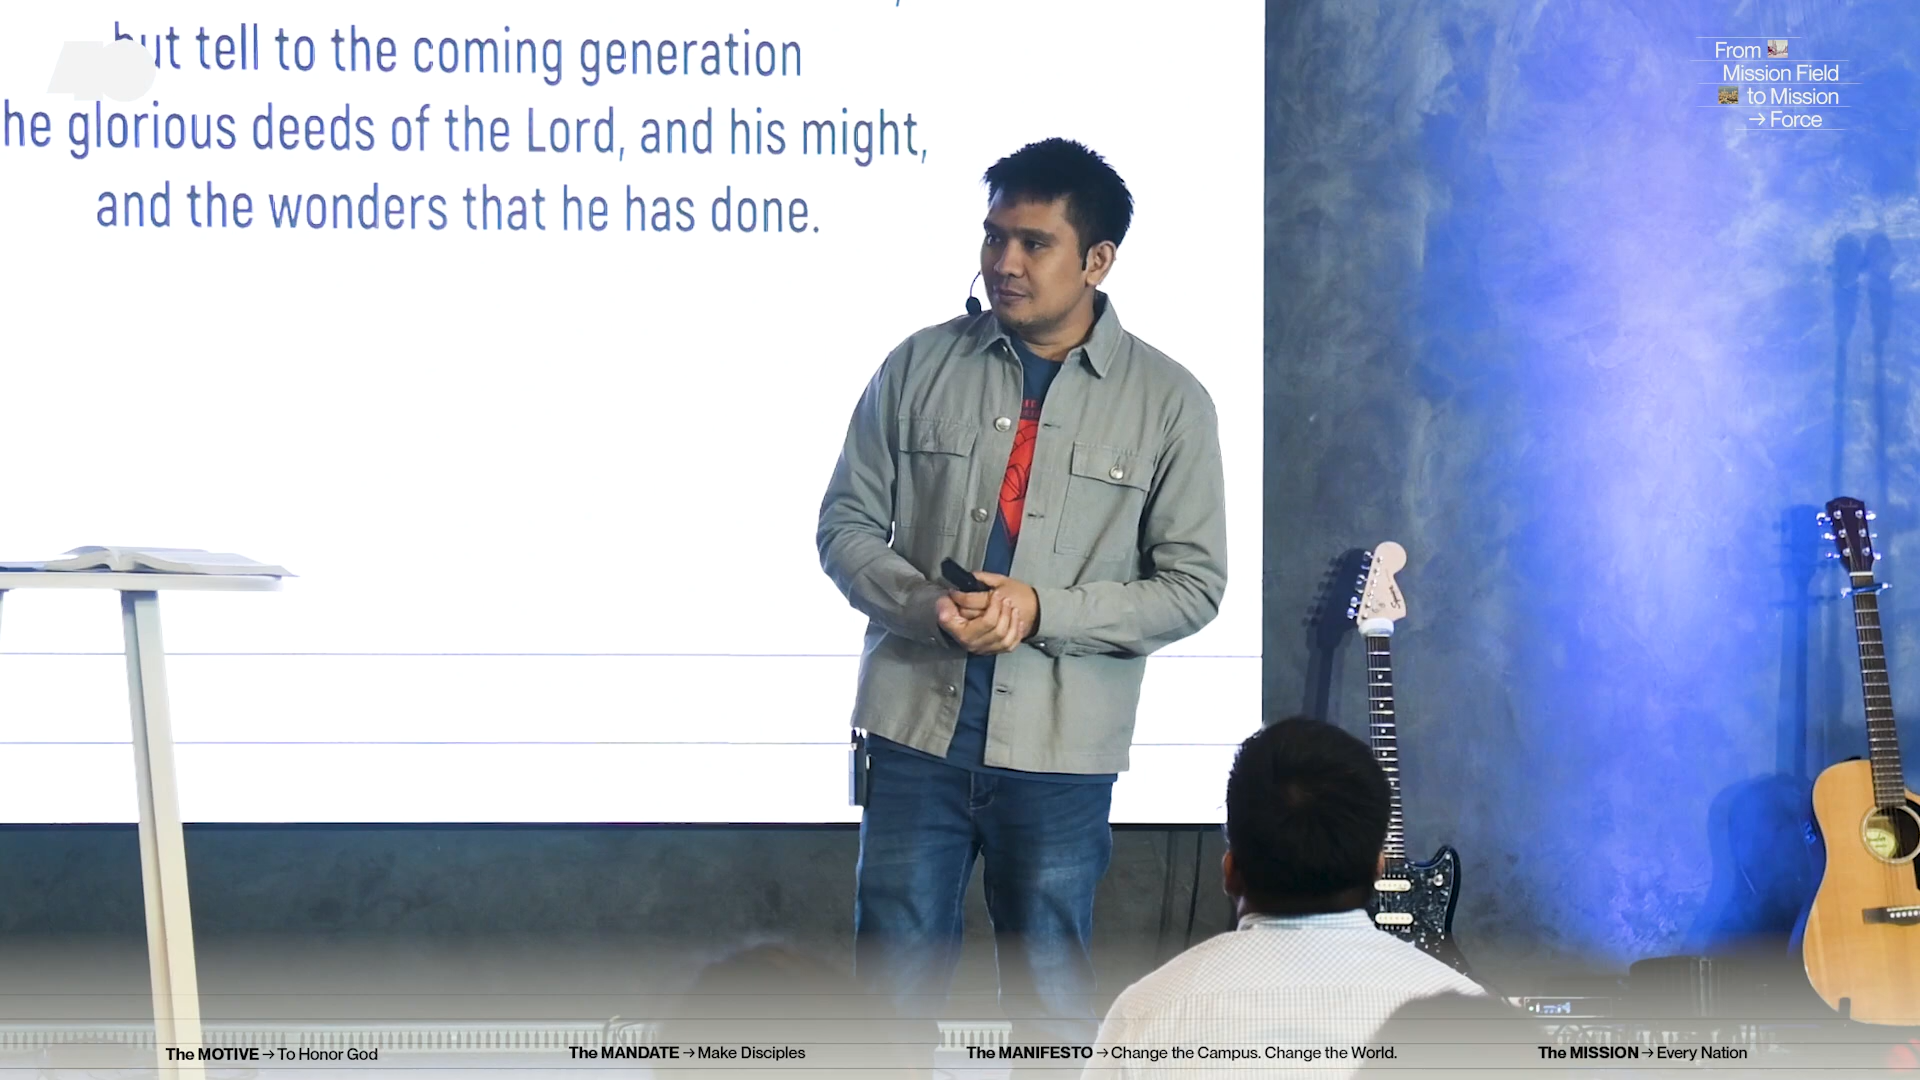 but tell to the coming generation
he glorious deeds of the Lord, and his might,
and the wonders that he has done.
From
Mission Field
to Mission
→ Force
Squier
The MOTIVE → To Honor God
The MANDATE → Make Disciples
The MANIFESTO → Change the Campus. Change the World.
The MISSION → Every Nation